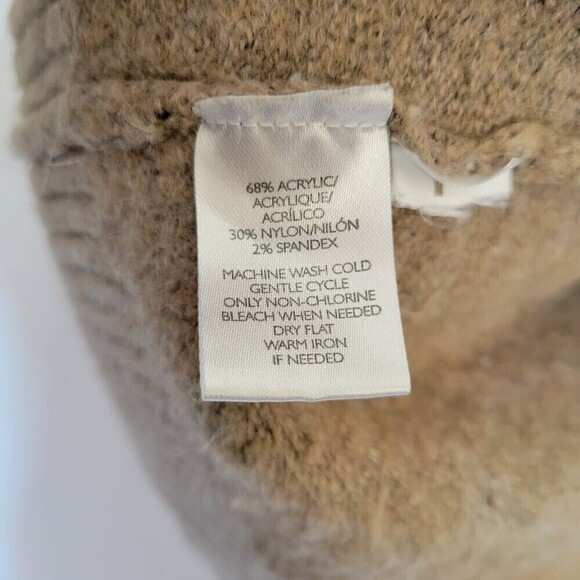 68% ACRYLIC/
ACRYLIQUE/
ACRÍLICO
30% NYLON/NILÓN
2% SPANDEX
MACHINE WASH COLD
GENTLE CYCLE
ONLY NON-CHLORINE
BLEACH WHEN NEEDED
DRY FLAT
WARM IRON
IF NEEDED